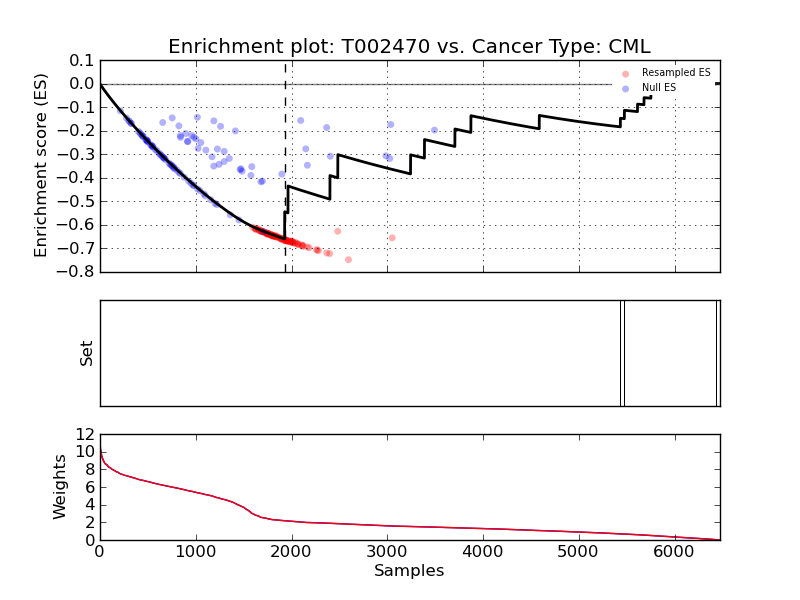 Enrichment plot: T002470 vs. Cancer Type: CML
0.1
0.0
−0.1
−0.2
−0.3
−0.4
−0.5
−0.6
−0.7
−0.8
Enrichment score (ES)
Resampled ES
Null ES
Set
12
10
8
6
4
2
0
Weights
0 1000 2000 3000 4000 5000 6000
Samples